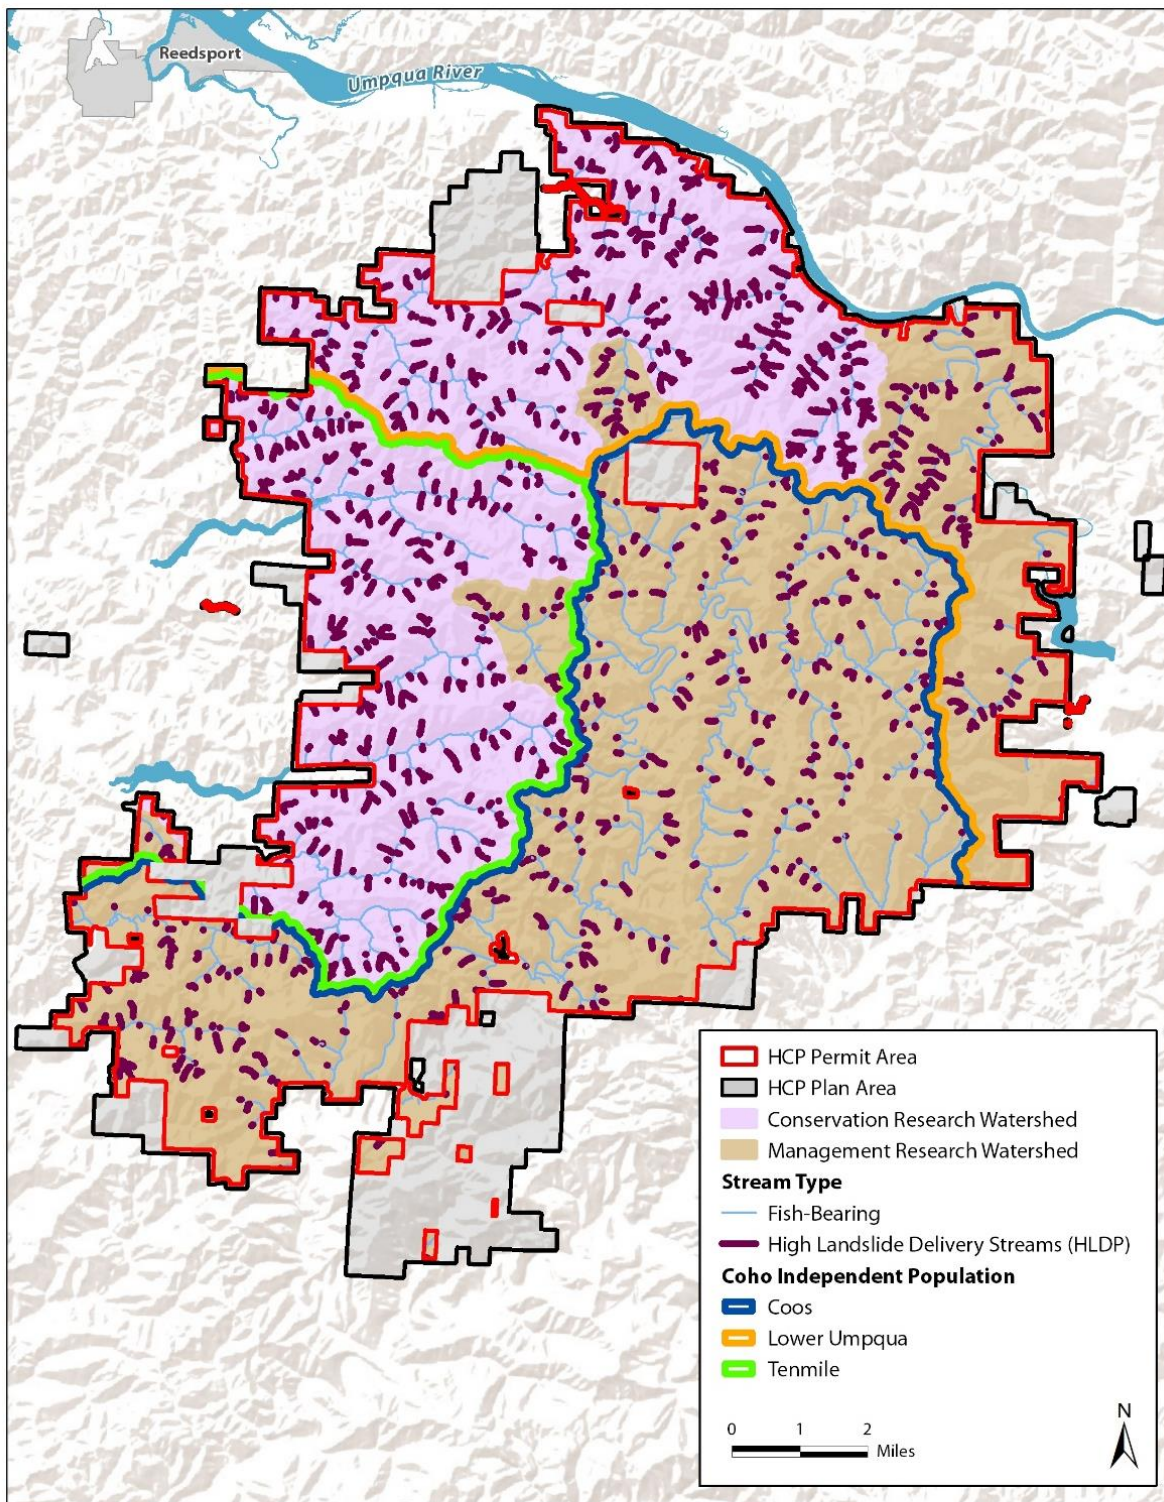 Reedsport
Umpqua River
HCP Permit Area
HCP Plan Area
Conservation Research Watershed
Management Research Watershed
Stream Type
Fish-Bearing
High Landslide Delivery Streams (HLDP)
Coho Independent Population
Coos
Lower Umpqua
Tenmile
0 1 2
Miles
N